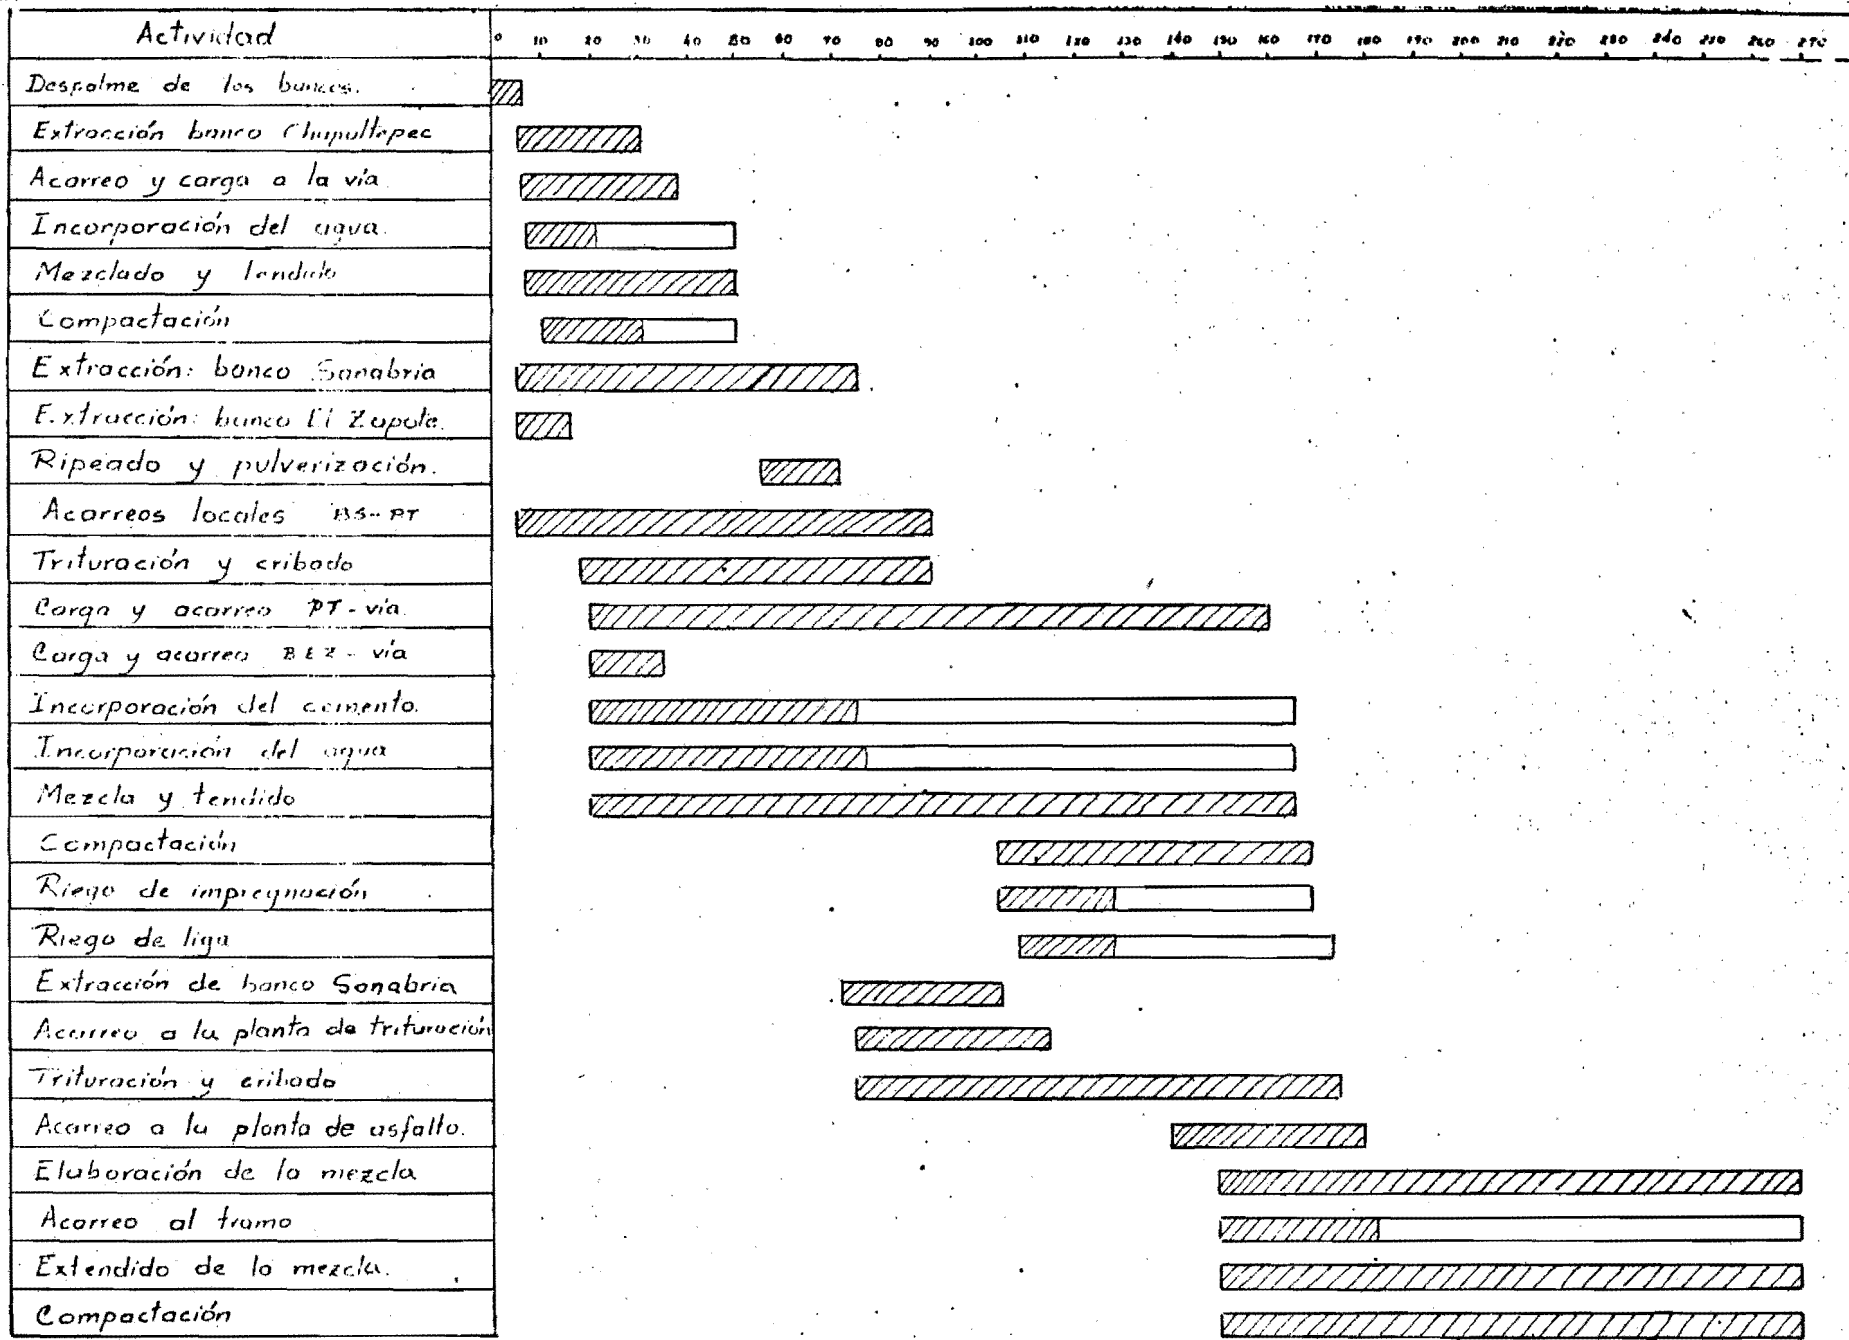 Actividad
0 10 20 30 40 50 60 70 80 90 100 110 120 130 140 150 160 170 180 190 200 210 220 230 240 250 260 270
Despalme de los bancos.
Extracción banco Chapultepec
Acarreo y carga a la vía
Incorporación del agua.
Mezclado y tendido
Compactación
Extracción: banco Sanabria
Extracción: banco El Zapote.
Ripeado y pulverización.
Acarreos locales BS-PT
Trituración y cribado
Carga y acarreo PT-vía.
Carga y acarreo BEZ-vía
Incorporación del cemento.
Incorporación del agua
Mezcla y tendido
Compactación
Riego de impregnación
Riego de liga
Extracción de banco Sanabria
Acarreo a la planta de trituración
Trituración y cribado
Acarreo a la planta de asfalto.
Elaboración de la mezcla
Acarreo al tramo
Extendido de la mezcla.
Compactación